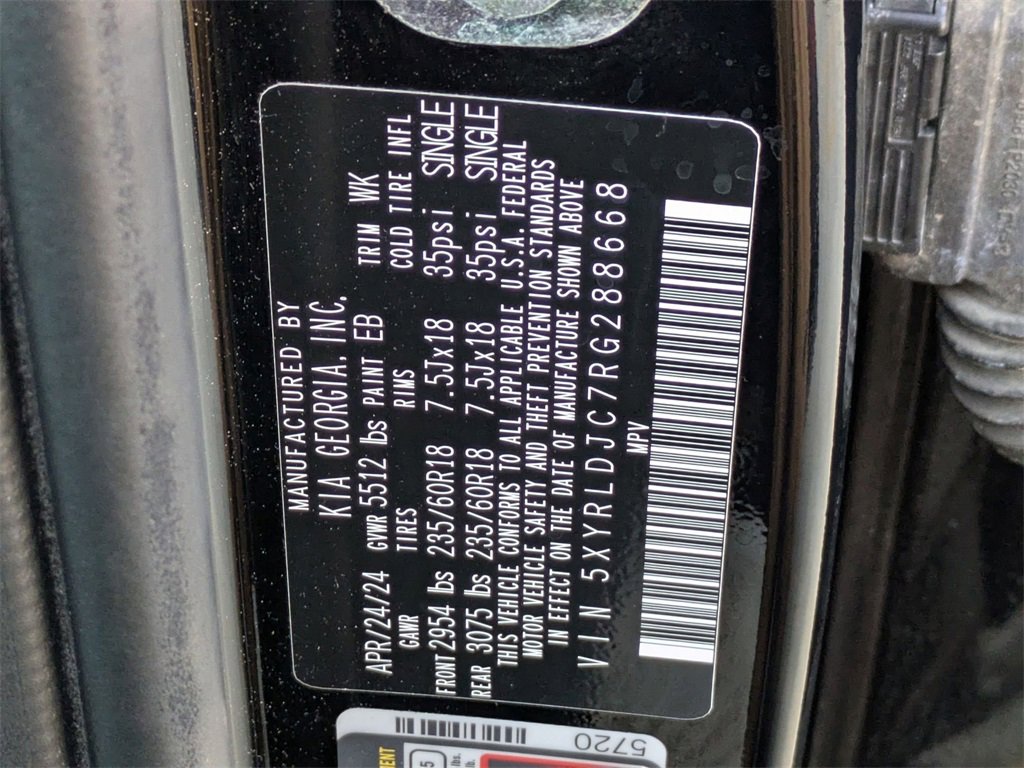 MANUFACTURED BY
KIA GEORGIA, INC.
APR/24/24 GVWR 5512 lbs PAINT EB TRIM WK
GAWR TIRES RIMS COLD TIRE INFL
FRONT 2954 lbs 235/60R18 7.5Jx18 35psi SINGLE
REAR 3075 lbs 235/60R18 7.5Jx18 35psi SINGLE
THIS VEHICLE CONFORMS TO ALL APPLICABLE U.S.A. FEDERAL
MOTOR VEHICLE SAFETY AND THEFT PREVENTION STANDARDS
IN EFFECT ON THE DATE OF MANUFACTURE SHOWN ABOVE
VIN 5XYRLDJC7RG288668
MPV
5720
5
lbs.